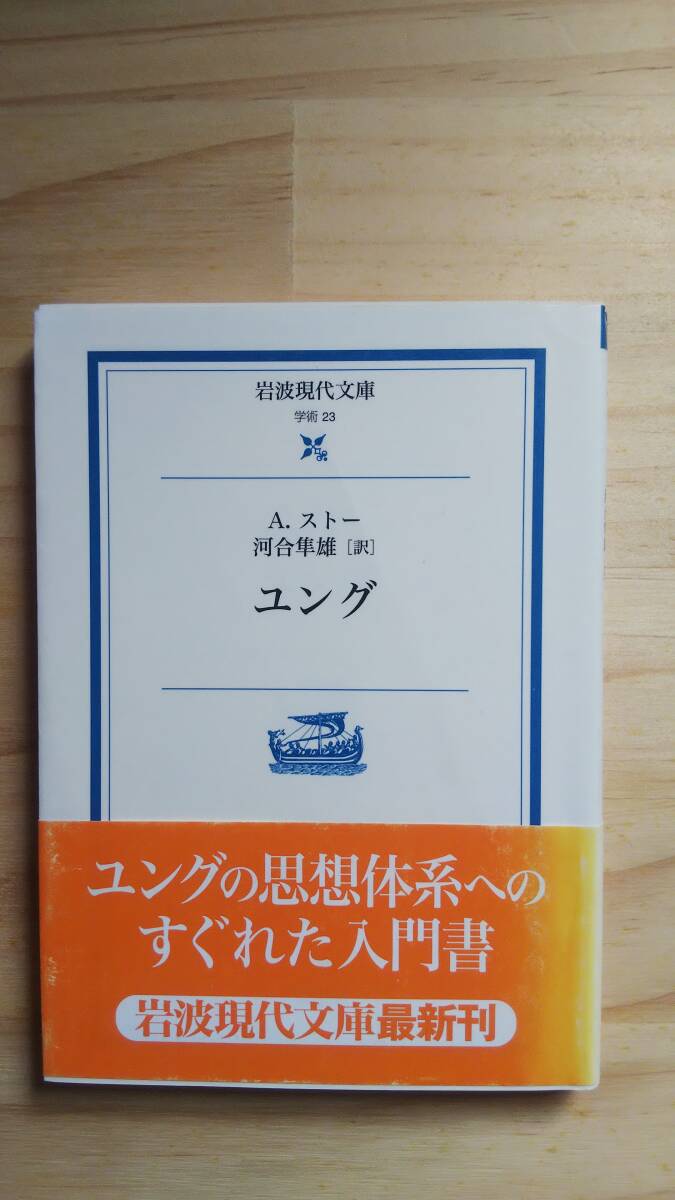 岩波現代文庫
学術 23
A. ストー
河合隼雄 [訳]
ユング
ユングの思想体系への
すぐれた入門書
岩波現代文庫最新刊